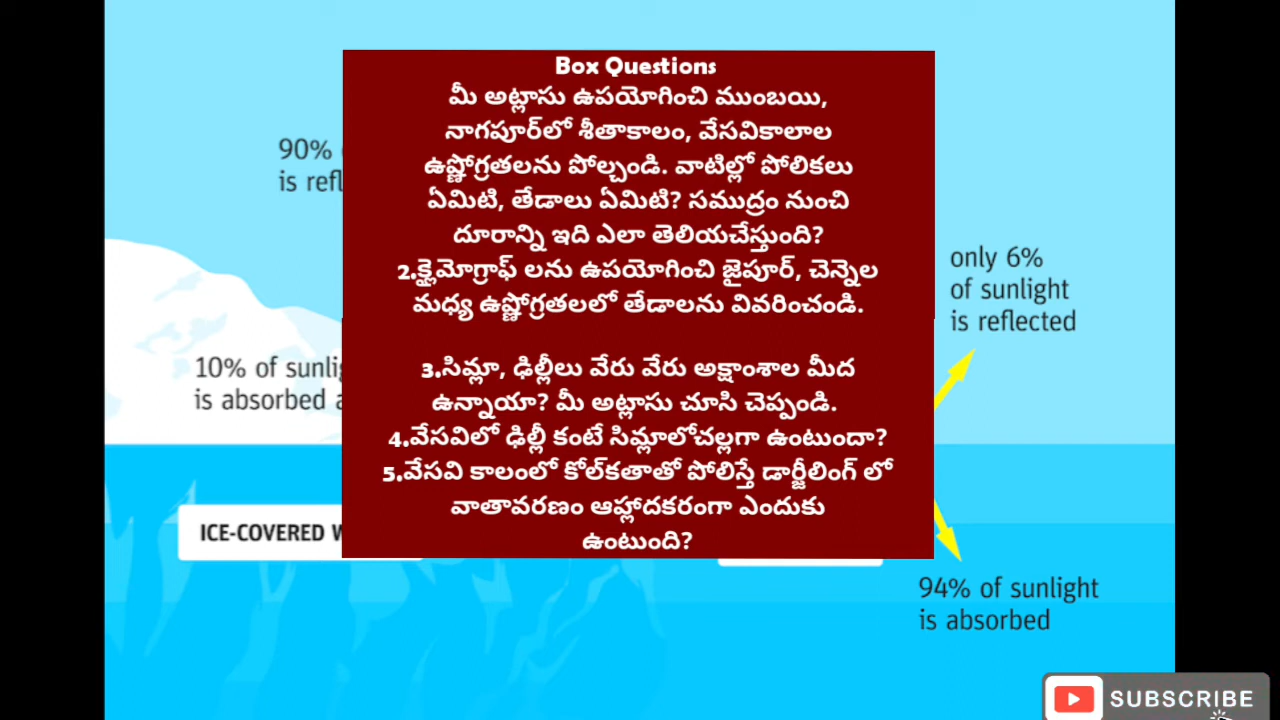 Box Questions
మీ అట్లాసు ఉపయోగించి ముంబయి,
నాగపూర్‌లో శీతాకాలం, వేసవికాలాల
ఉష్ణోగ్రతలను పోల్చండి. వాటిల్లో పోలికలు
ఏమిటి, తేడాలు ఏమిటి? సముద్రం నుంచి
దూరాన్ని ఇది ఎలా తెలియచేస్తుంది?
2.క్లైమోగ్రాఫ్ లను ఉపయోగించి జైపూర్, చెన్నైల
మధ్య ఉష్ణోగ్రతలలో తేడాలను వివరించండి.
3.సిమ్లా, ఢిల్లీలు వేరు వేరు అక్షాంశాల మీద
ఉన్నాయా? మీ అట్లాసు చూసి చెప్పండి.
4.వేసవిలో ఢిల్లీ కంటే సిమ్లాలోచల్లగా ఉంటుందా?
5.వేసవి కాలంలో కోల్‌కతాతో పోలిస్తే డార్జీలింగ్ లో
వాతావరణం ఆహ్లాదకరంగా ఎందుకు
ఉంటుంది?
90%
is
10% of
is absorbed
ICE-COVERED
only 6%
of sunlight
is reflected
94% of sunlight
is absorbed
SUBSCRIBE